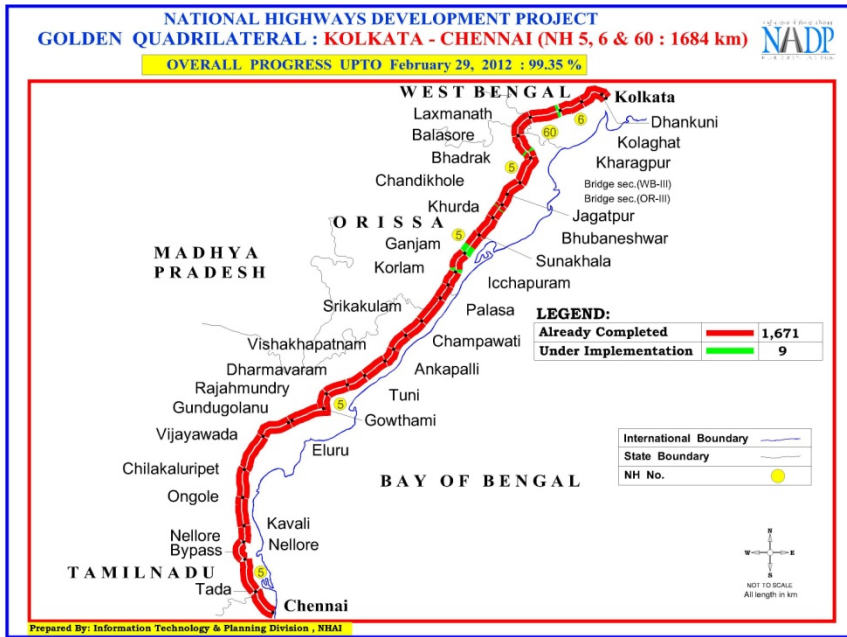 NATIONAL HIGHWAYS DEVELOPMENT PROJECT
GOLDEN QUADRILATERAL : KOLKATA - CHENNAI (NH 5, 6 & 60 : 1684 km)
OVERALL PROGRESS UPTO February 29, 2012 : 99.35 %
WEST BENGAL
Kolkata
Laxmanath
Dhankuni
6
Balasore
60
Kolaghat
Bhadrak
5
Kharagpur
Chandikhole
Bridge sec.(WB-III)
Bridge sec.(OR-III)
Khurda
Jagatpur
ORISSA
5
Bhubaneshwar
Ganjam
Sunakhala
MADHYA
PRADESH
Korlam
Icchapuram
Srikakulam
Palasa
LEGEND:
Already Completed 1,671
Under Implementation 9
Vishakhapatnam
Champawati
Dharmavaram
Ankapalli
Rajahmundry
Tuni
Gundugolanu
5
Gowthami
Vijayawada
Eluru
International Boundary
State Boundary
NH No.
Chilakaluripet
BAY OF BENGAL
Ongole
Kavali
Nellore
Bypass
Nellore
N
W E
S
TAMILNADU
5
Tada
NOT TO SCALE
All length in km
Chennai
Prepared By: Information Technology & Planning Division , NHAI